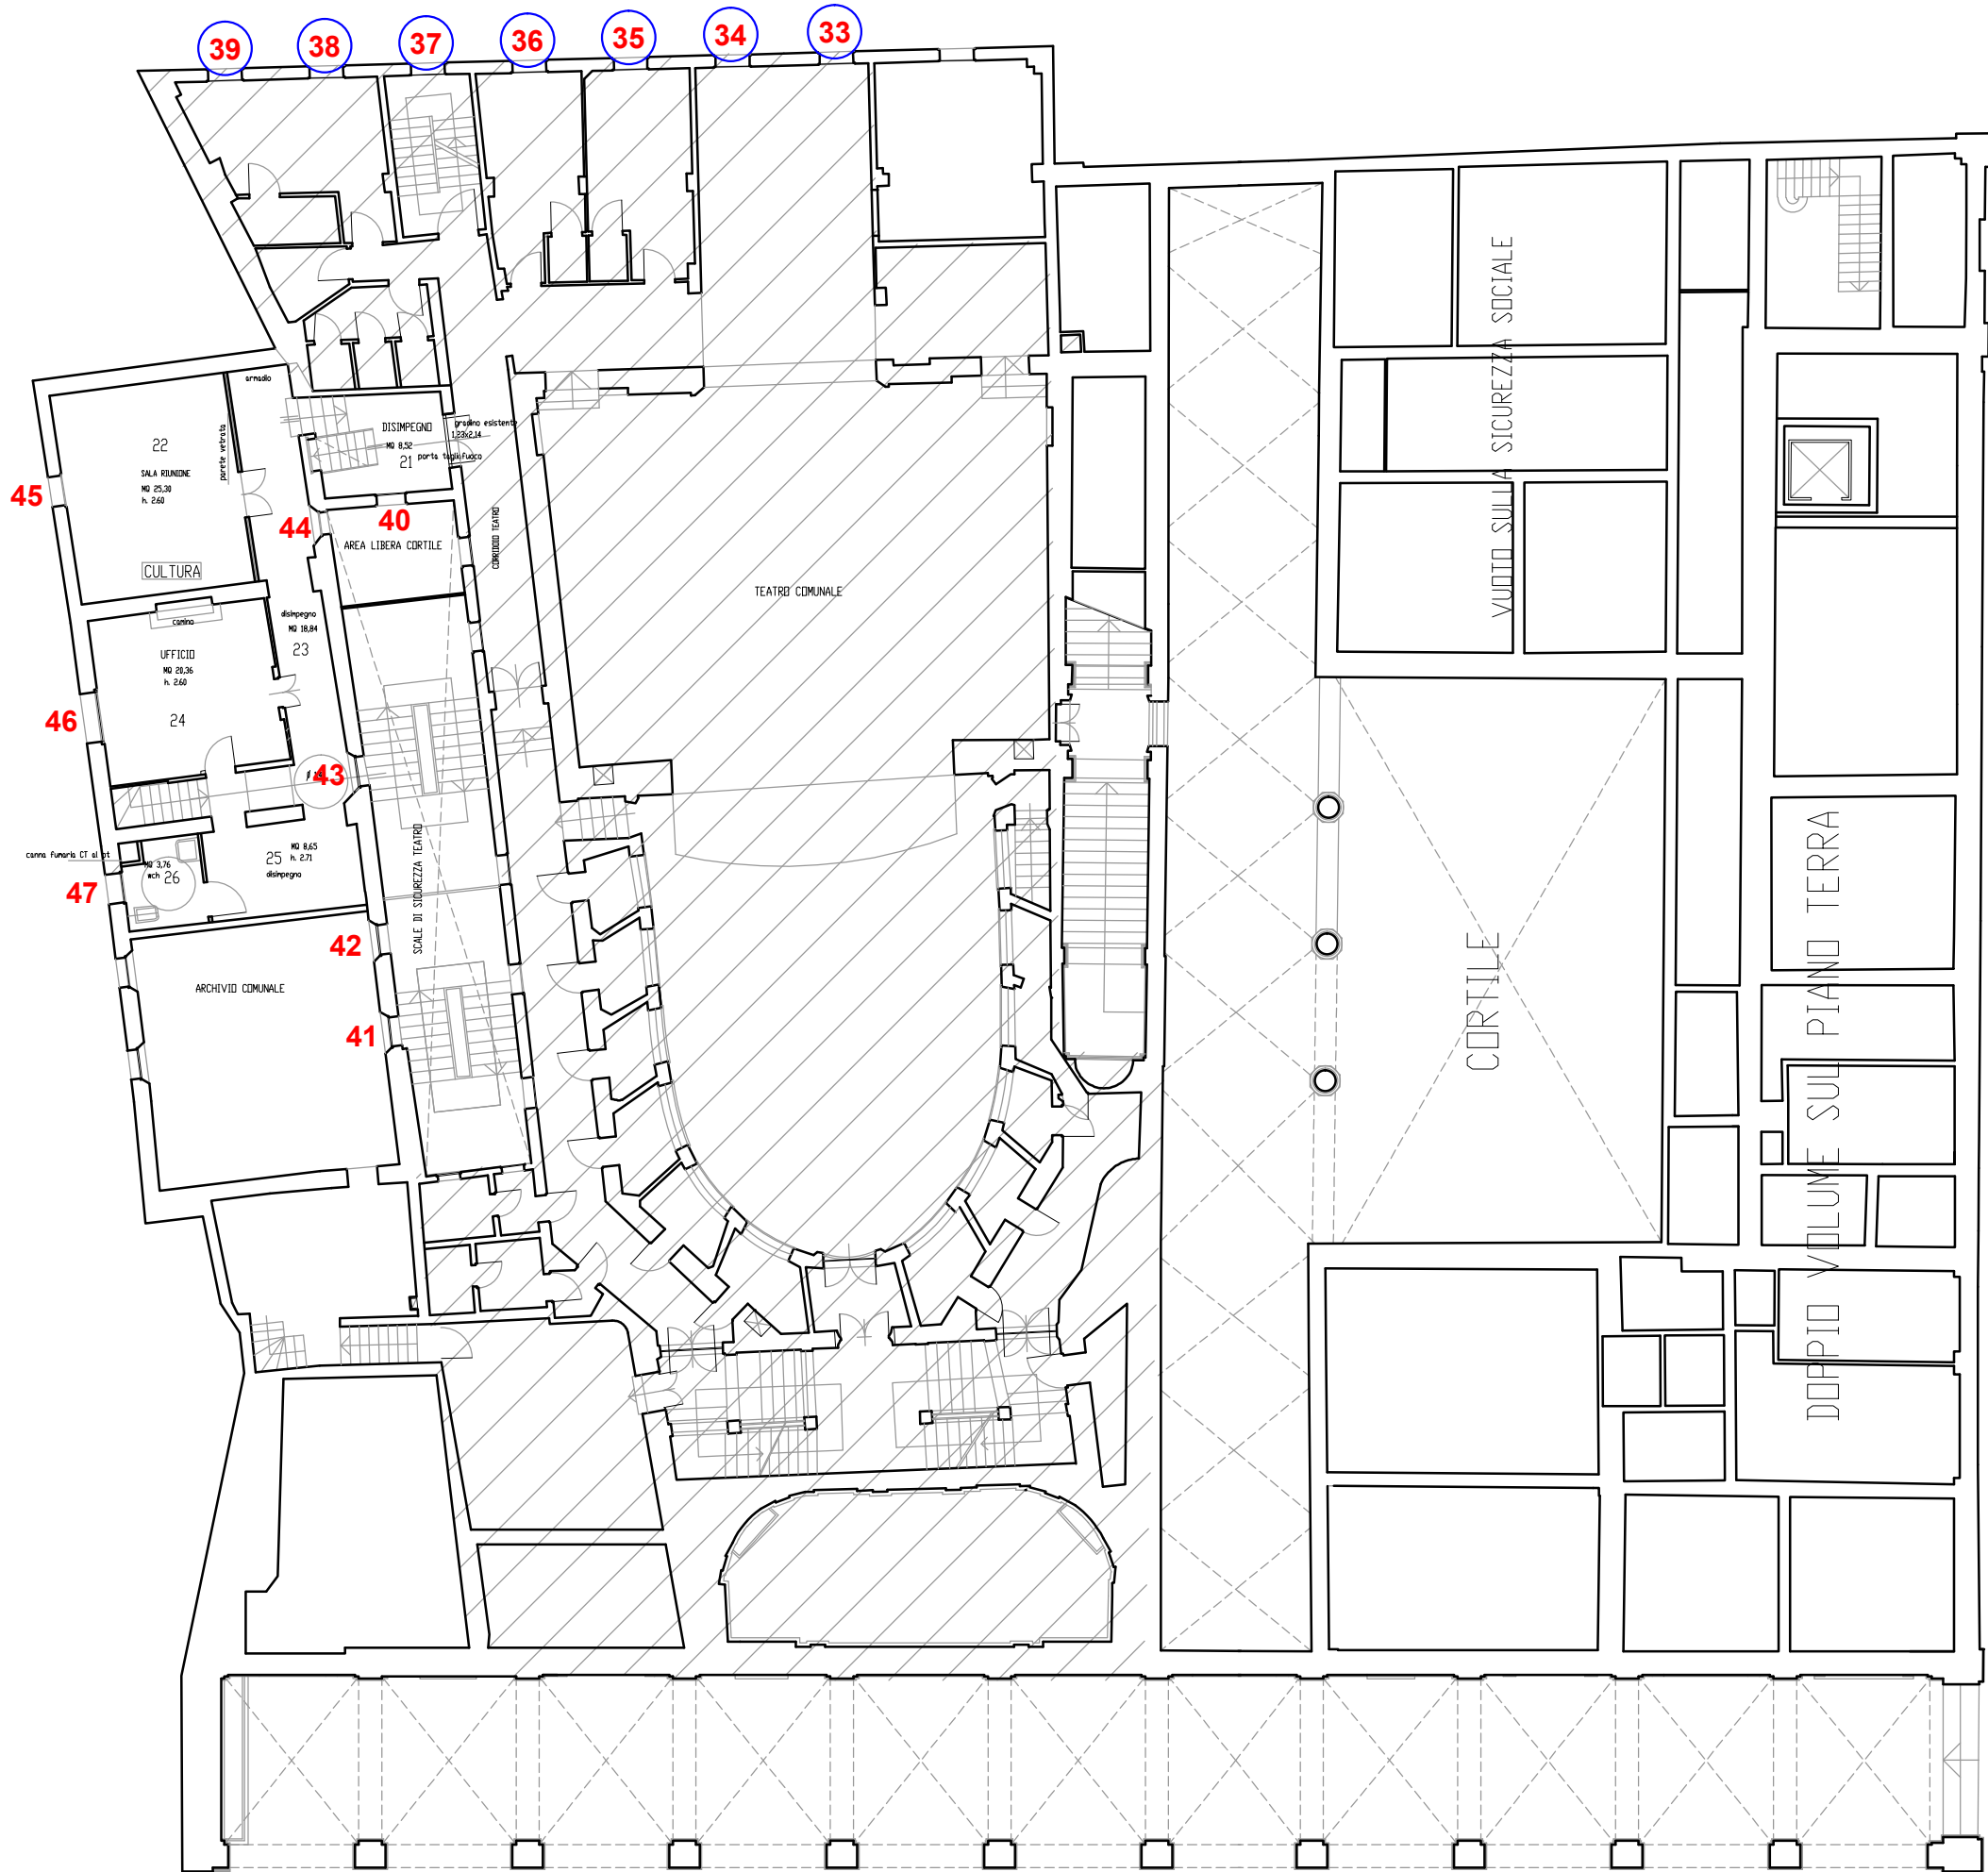 39 38 37 36 35 34 33
armadio
22
SALA RIUNIONE
MQ 25,30
h. 2.60
parete vetrata
DISIMPEGNO
MQ 8,52
21
gradino esistente
1,23x2,14
porta tagliafuoco
45
44
40
AREA LIBERA CORTILE
CORRIDOIO TEATRO
CULTURA
TEATRO COMUNALE
VUOTO SULLA SICUREZZA SOCIALE
camino
disimpegno
MQ 18,84
23
UFFICIO
MQ 20,36
h. 2.60
24
46
43
SCALE DI SICUREZZA TEATRO
canna fumaria CT al pt
MQ 3,76
wch 26
25
MQ 8,65
h. 2.71
disimpegno
47
42
41
ARCHIVIO COMUNALE
CORTILE
DOPPIO VOLUME SUL PIANO TERRA